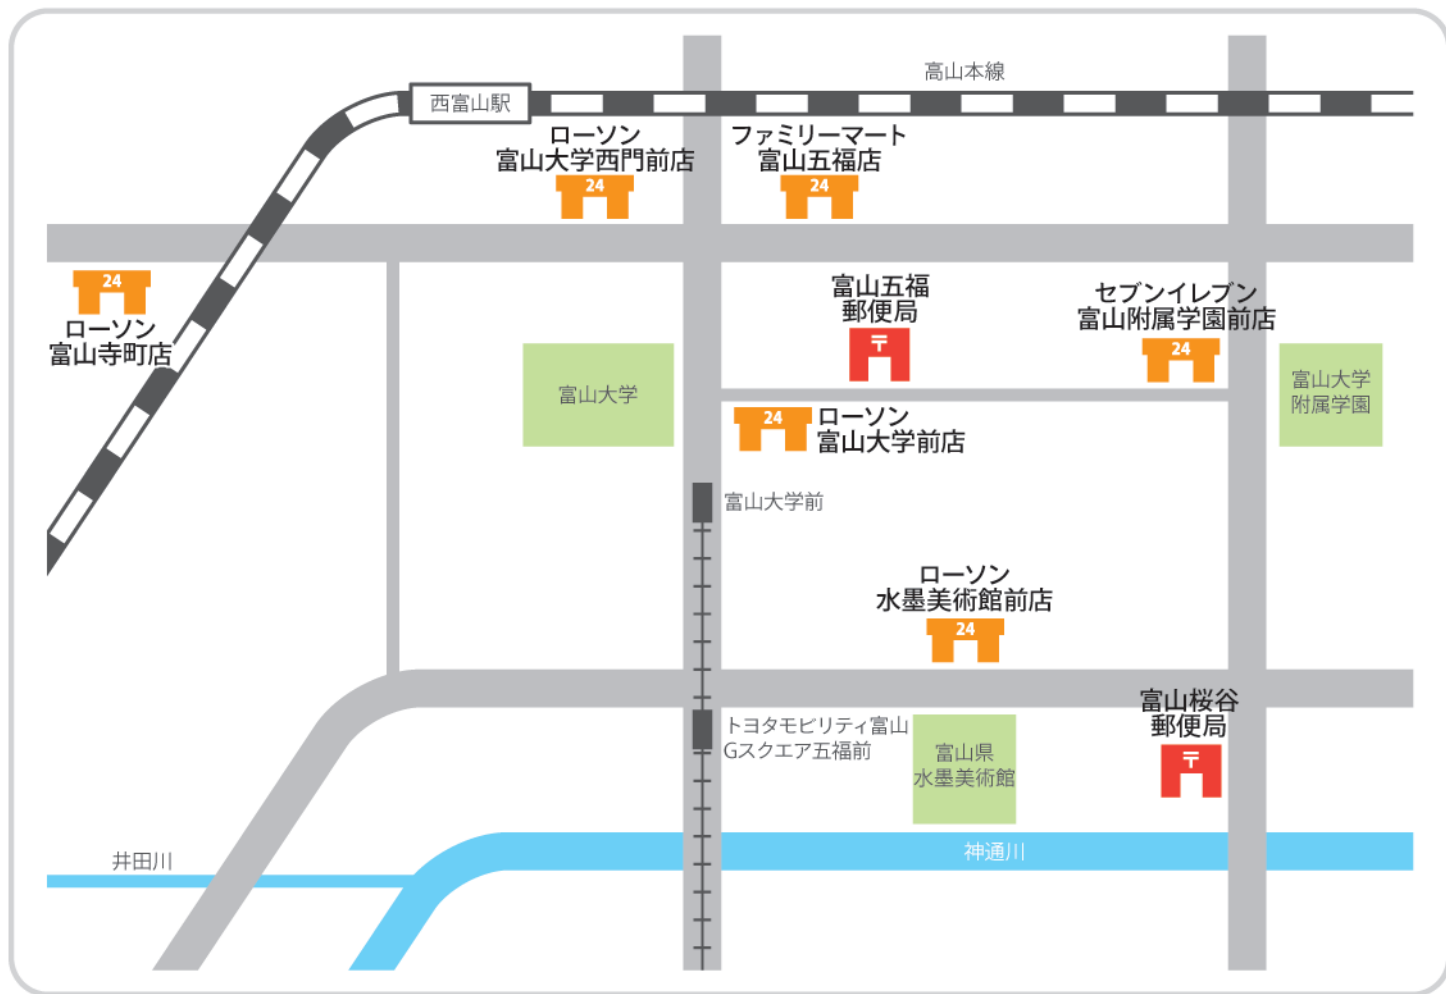 高山本線
西富山駅
ローソン
富山大学西門前店
24
ファミリーマート
富山五福店
24
24
ローソン
富山寺町店
富山五福
郵便局
〒
セブンイレブン
富山附属学園前店
24
富山大学
富山大学
附属学園
24
ローソン
富山大学前店
富山大学前
ローソン
水墨美術館前店
24
富山桜谷
郵便局
〒
トヨタモビリティ富山
Gスクエア五福前
富山県
水墨美術館
井田川
神通川